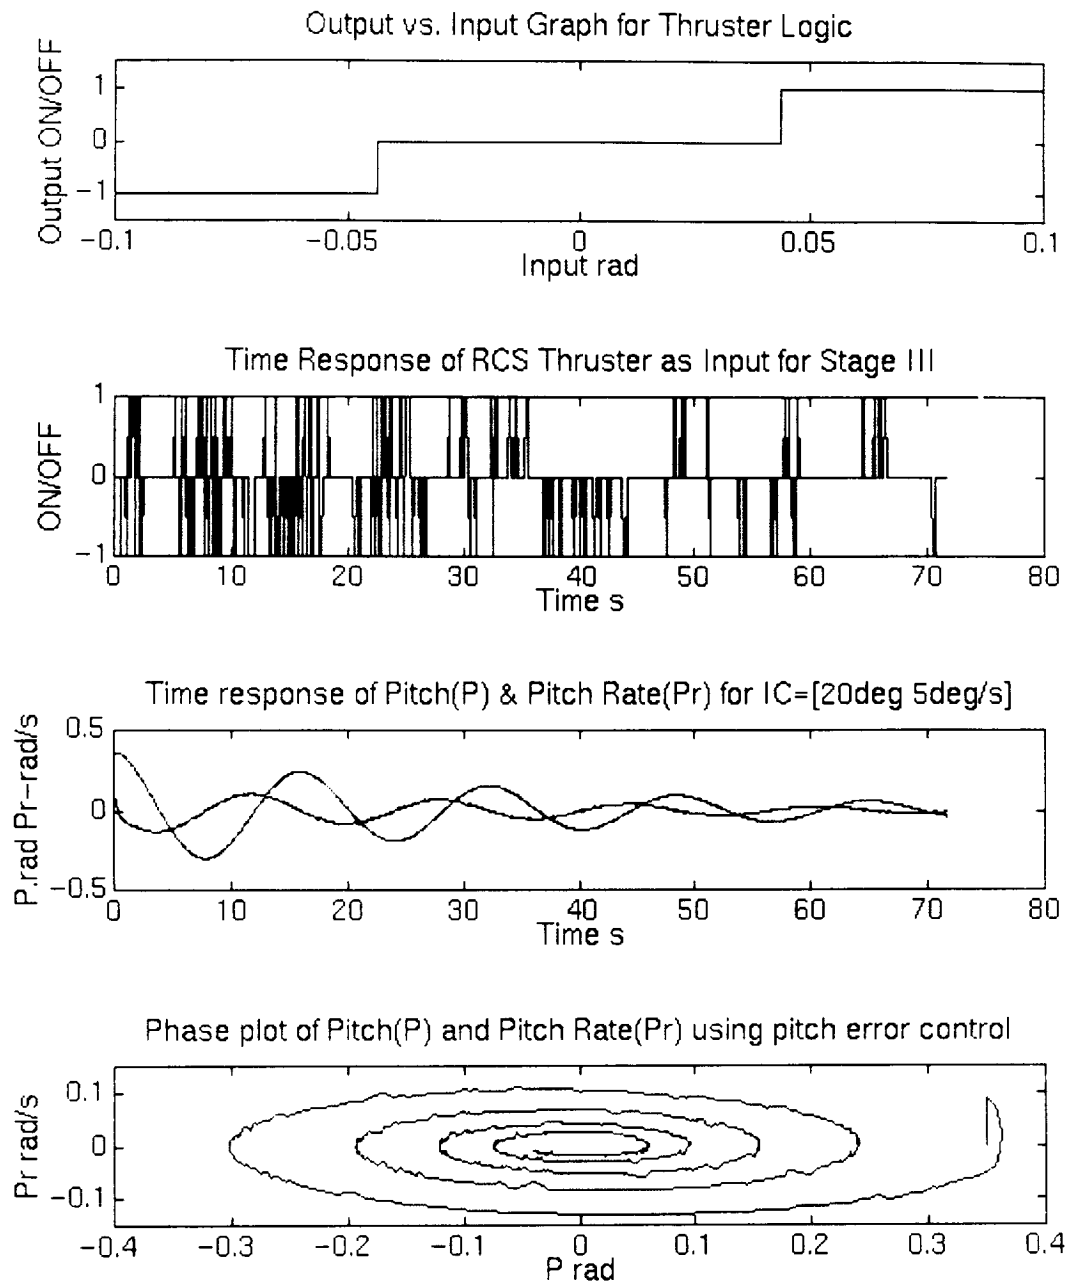 Output vs. Input Graph for Thruster Logic
Output ON/OFF
1
0
-1
-0.1 -0.05 0 0.05 0.1
Input rad
Time Response of RCS Thruster as Input for Stage III
ON/OFF
1
0
-1
0 10 20 30 40 50 60 70 80
Time s
Time response of Pitch(P) & Pitch Rate(Pr) for IC=[20deg 5deg/s]
P.rad Pr-rad/s
0.5
0
-0.5
0 10 20 30 40 50 60 70 80
Time s
Phase plot of Pitch(P) and Pitch Rate(Pr) using pitch error control
Pr rad/s
0.1
0
-0.1
-0.4 -0.3 -0.2 -0.1 0 0.1 0.2 0.3 0.4
P rad